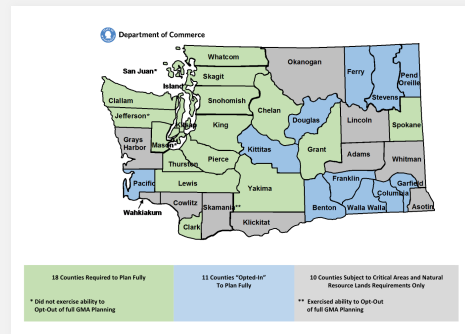 Department of Commerce
Whatcom
Okanogan
San Juan*
Skagit
Ferry
Pend
Oreille
Island
Stevens
Clallam
Snohomish
Chelan
Jefferson*
Douglas
Kitsap
King
Lincoln
Spokane
Grays
Harbor
Mason*
Kittitas
Grant
Adams
Whitman
Thurston
Pierce
Pacific
Lewis
Yakima
Franklin
Garfield
Columbia
Wahkiakum
Cowlitz
Skamania**
Benton
Walla Walla
Asotin
Klickitat
Clark
18 Counties Required to Plan Fully
11 Counties "Opted-In"
To Plan Fully
10 Counties Subject to Critical Areas and Natural
Resource Lands Requirements Only
* Did not exercise ability to
Opt-Out of full GMA Planning
** Exercised ability to Opt-Out
of full GMA Planning